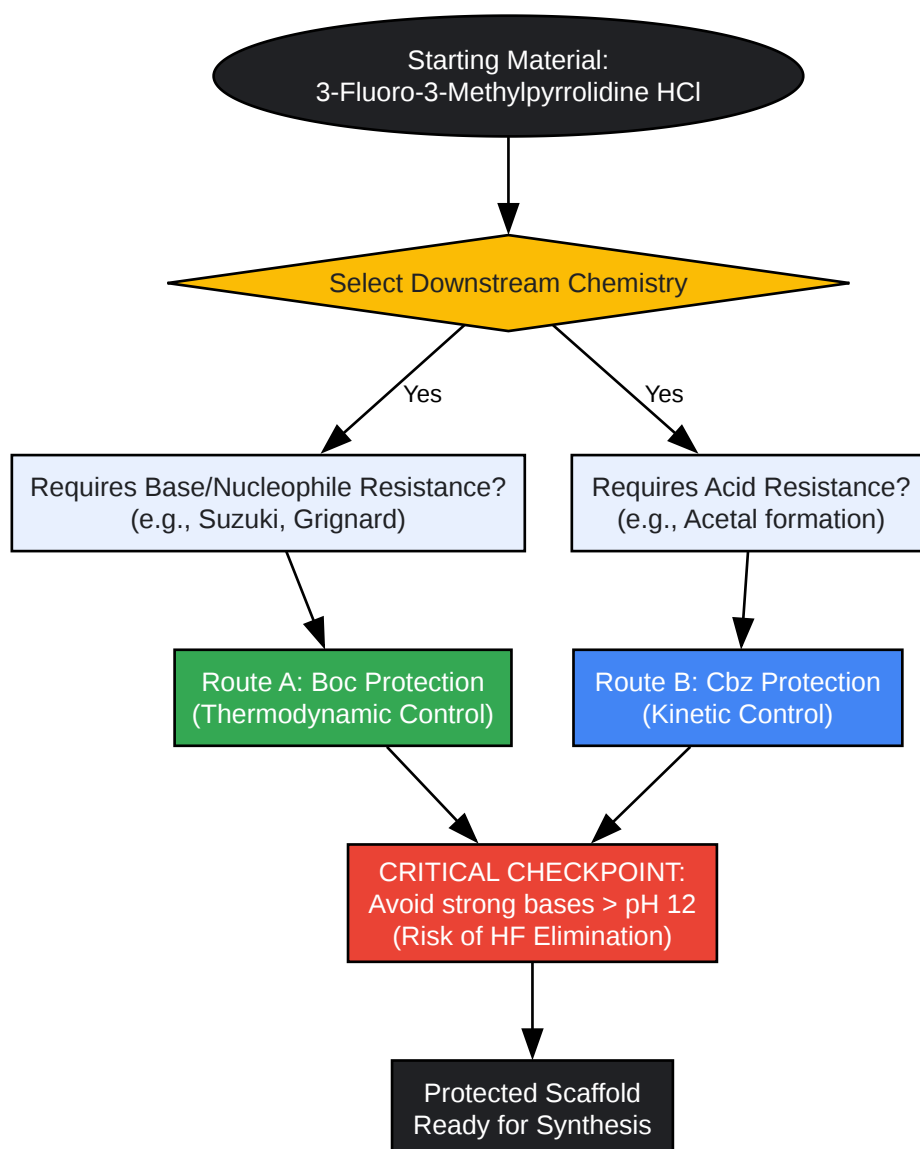 Starting Material:
3-Fluoro-3-Methylpyrrolidine HCl
Select Downstream Chemistry
Yes
Yes
Requires Base/Nucleophile Resistance?
(e.g., Suzuki, Grignard)
Requires Acid Resistance?
(e.g., Acetal formation)
Route A: Boc Protection
(Thermodynamic Control)
Route B: Cbz Protection
(Kinetic Control)
CRITICAL CHECKPOINT:
Avoid strong bases > pH 12
(Risk of HF Elimination)
Protected Scaffold
Ready for Synthesis